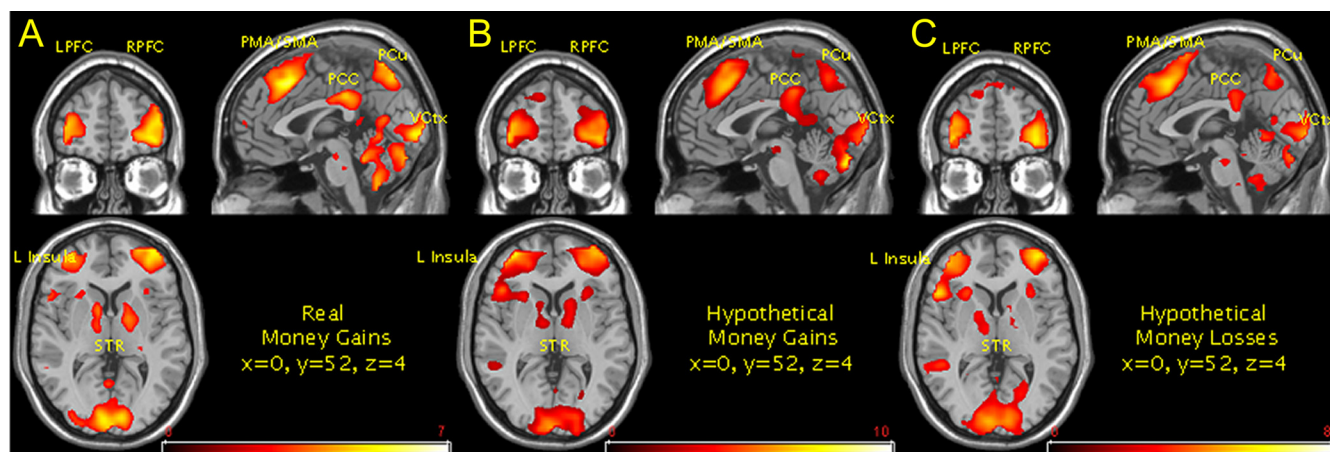 A
LPFC RPFC
PMA/SMA
PCu
PCC
VCtx
L Insula
STR
Real
Money Gains
x=0, y=52, z=4
7
B
LPFC RPFC
PMA/SMA
PCu
PCC
VCtx
L Insula
STR
Hypothetical
Money Gains
x=0, y=52, z=4
10
C
LPFC RPFC
PMA/SMA
PCu
PCC
VCtx
L Insula
STR
Hypothetical
Money Losses
x=0, y=52, z=4
8